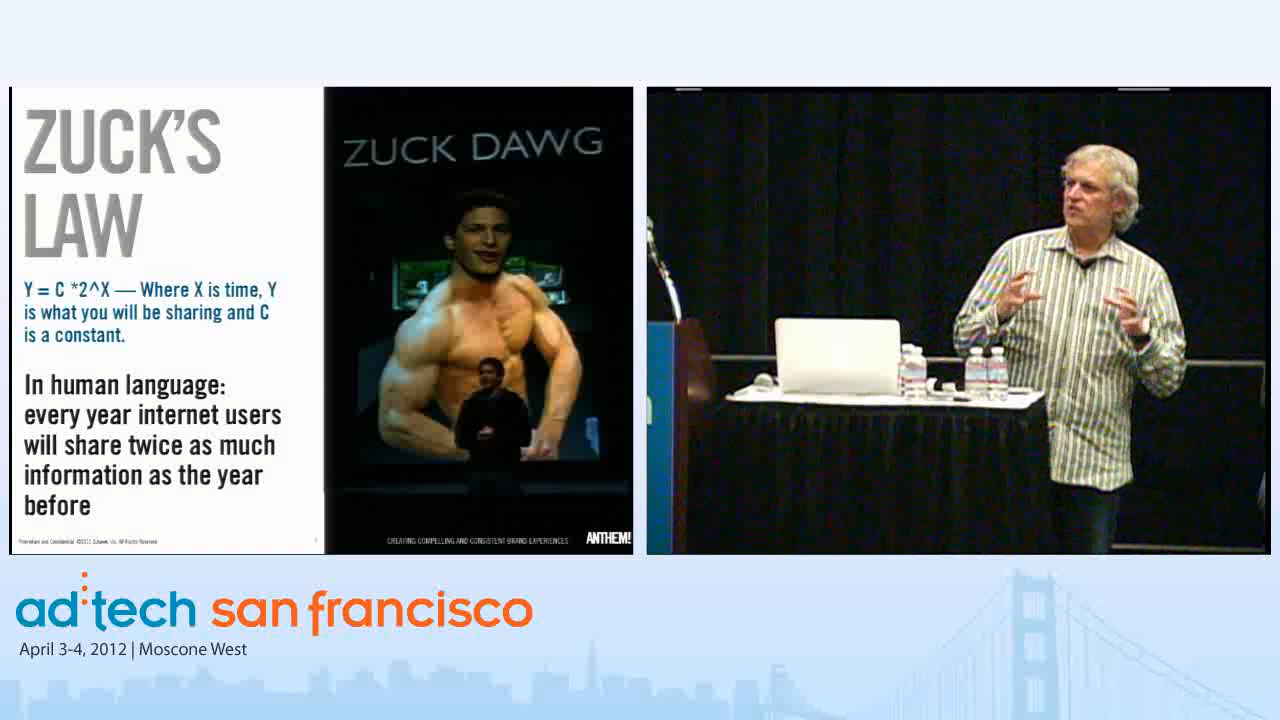 ZUCK'S
LAW
Y = C *2^X — Where X is time, Y
is what you will be sharing and C
is a constant.
In human language:
every year internet users
will share twice as much
information as the year
before
ZUCK DAWG
CREATING COMPELLING AND CONSISTENT BRAND EXPERIENCES
ANTHEM!
ad:tech san francisco
April 3-4, 2012 | Moscone West